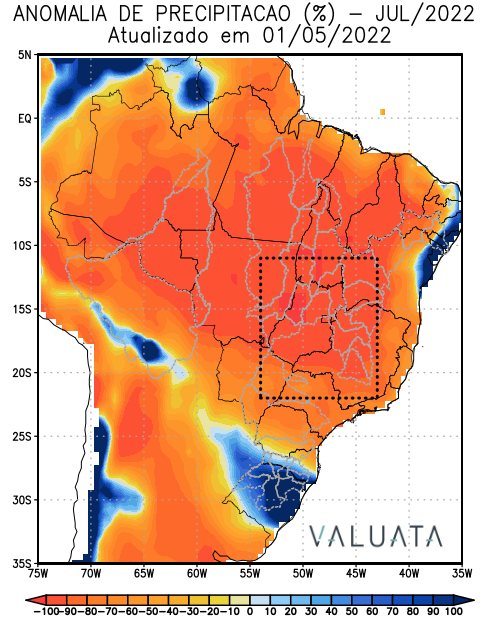 ANOMALIA DE PRECIPITACAO (%) – JUL/2022
Atualizado em 01/05/2022
5N
EQ
5S
10S
15S
20S
25S
30S
35S
VALUATA
75W 70W 65W 60W 55W 50W 45W 40W 35W
-100 -90 -80 -70 -60 -50 -40 -30 -20 -10 0 10 20 30 40 50 60 70 80 90 100